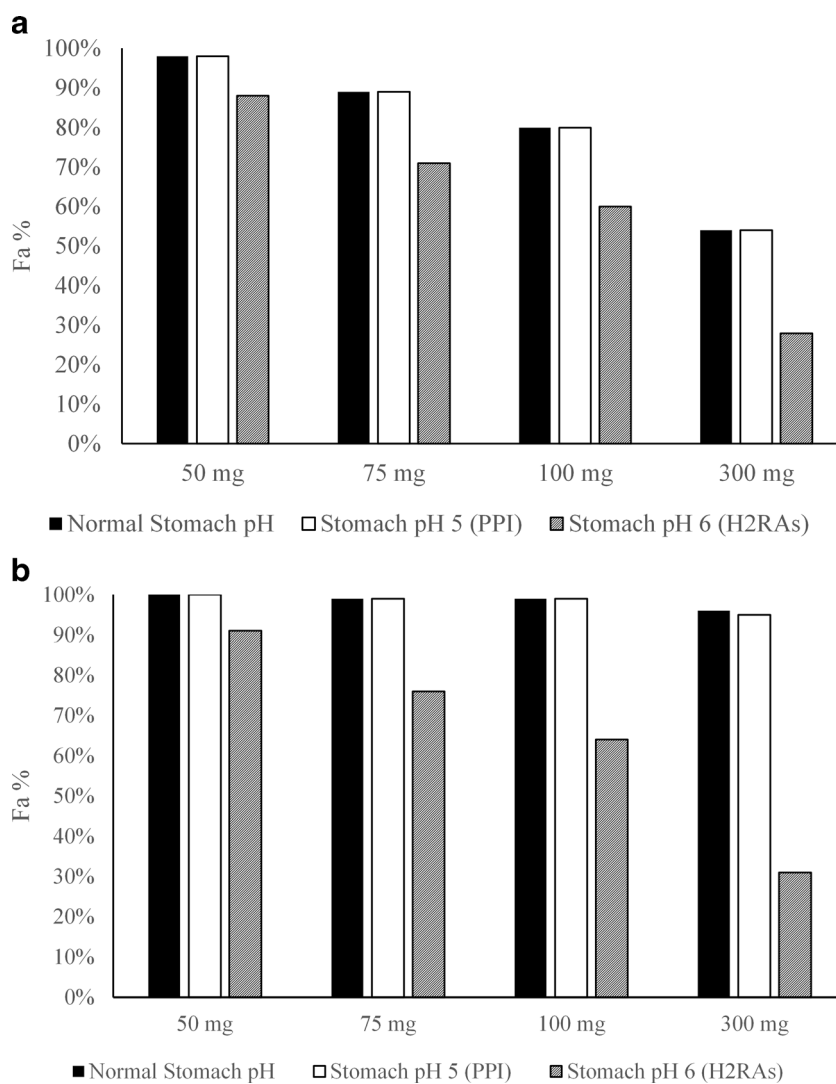 a
100%
90%
80%
70%
60%
50%
40%
30%
20%
10%
0%
Fa %
50 mg 75 mg 100 mg 300 mg
Normal Stomach pH Stomach pH 5 (PPI) Stomach pH 6 (H2RAs)
b
100%
90%
80%
70%
60%
50%
40%
30%
20%
10%
0%
Fa %
50 mg 75 mg 100 mg 300 mg
Normal Stomach pH Stomach pH 5 (PPI) Stomach pH 6 (H2RAs)